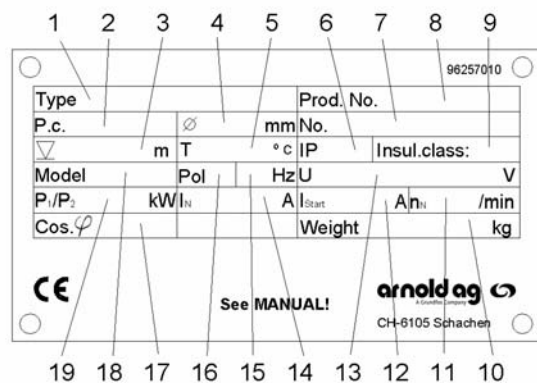 1 2 3 4 5 6 7 8 9
96257010
Type Prod. No.
P.c. ∅ mm No.
m T °C IP Insul.class:
Model Pol Hz U V
P1/P2 kW IN A IStart A nN /min
Cos.φ Weight kg
CE
See MANUAL!
arnold ag
A Grundfos Company
CH-6105 Schachen
19 18 17 16 15 14 13 12 11 10